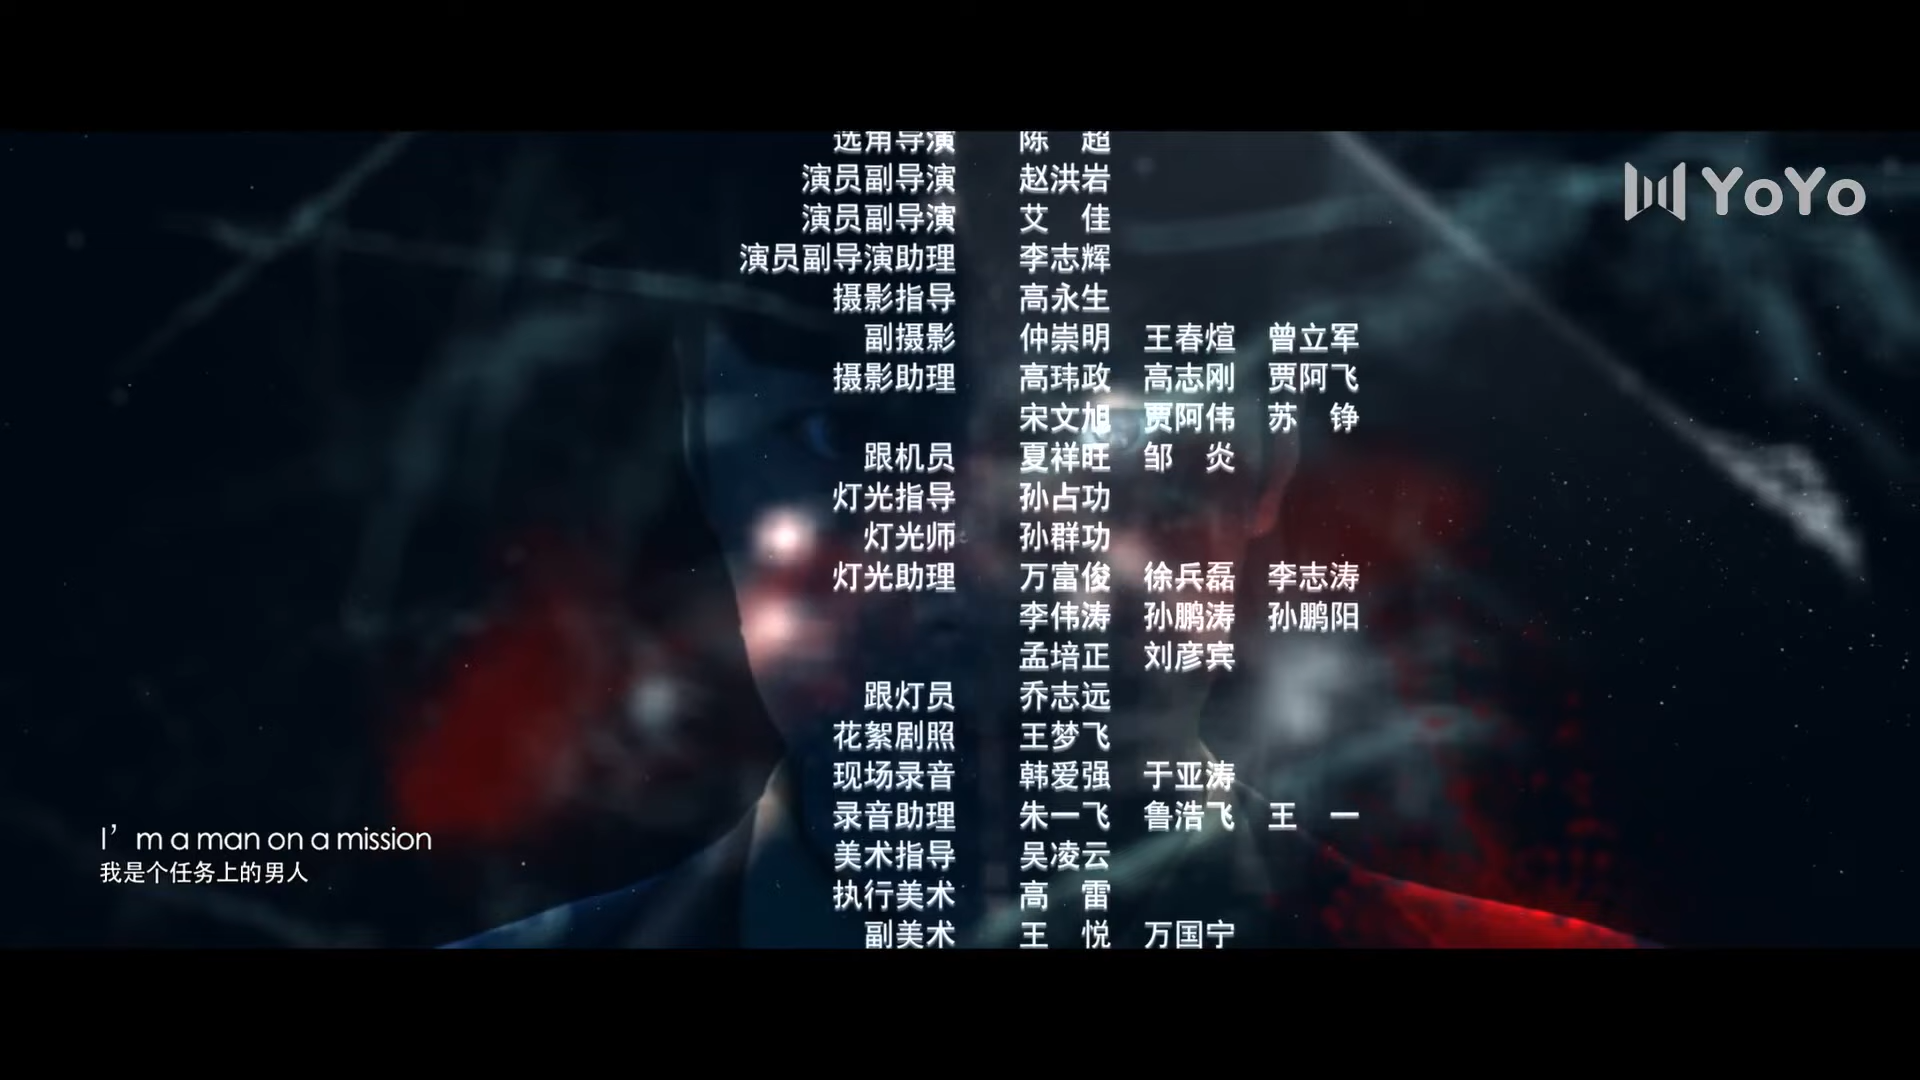 选角导演 陈 超
YoYo
演员副导演 赵洪岩
演员副导演 艾 佳
演员副导演助理 李志辉
摄影指导 高永生
副摄影 仲崇明 王春煊 曾立军
摄影助理 高玮政 高志刚 贾阿飞
宋文旭 贾阿伟 苏 铮
跟机员 夏祥旺 邹 炎
灯光指导 孙占功
灯光师 孙群功
灯光助理 万富俊 徐兵磊 李志涛
李伟涛 孙鹏涛 孙鹏阳
孟培正 刘彦宾
跟灯员 乔志远
花絮剧照 王梦飞
现场录音 韩爱强 于亚涛
录音助理 朱一飞 鲁浩飞 王 一
美术指导 吴凌云
执行美术 高 雷
副美术 王 悦 万国宁
I’m a man on a mission
我是个任务上的男人